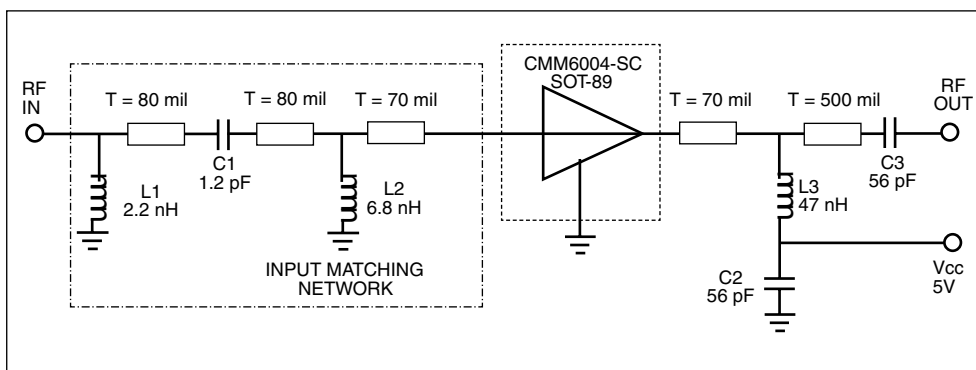 CMM6004-SC
SOT-89
RF
IN
T = 80 mil
T = 80 mil
T = 70 mil
T = 70 mil
T = 500 mil
RF
OUT
C1
1.2 pF
C3
56 pF
L1
2.2 nH
L2
6.8 nH
L3
47 nH
INPUT MATCHING
NETWORK
C2
56 pF
Vcc
5V